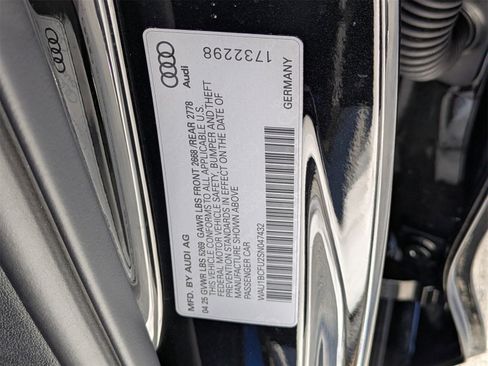 MFD. BY AUDI AG
04.25 GVWR LBS 5269 GAWR LBS FRONT 2668 /REAR 2778
THIS VEHICLE CONFORMS TO ALL APPLICABLE U.S.
FEDERAL MOTOR VEHICLE SAFETY, BUMPER AND THEFT
PREVENTION STANDARDS IN EFFECT ON THE DATE OF
MANUFACTURE SHOWN ABOVE
PASSENGER CAR
WAU1BCFU2SN047432
Audi
1732298
GERMANY